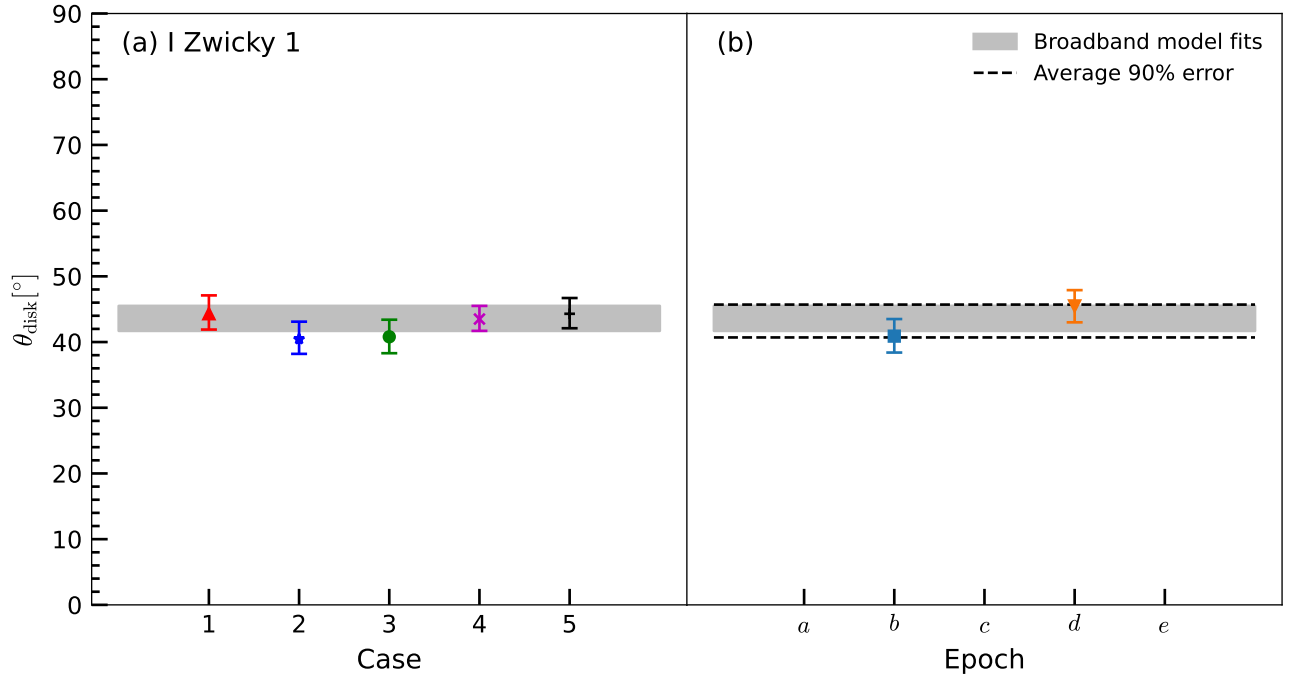 (a) I Zwicky 1
(b)
Broadband model fits
Average 90% error
90
80
70
60
50
40
30
20
10
0
θdisk[°]
1 2 3 4 5
a b c d e
Case
Epoch